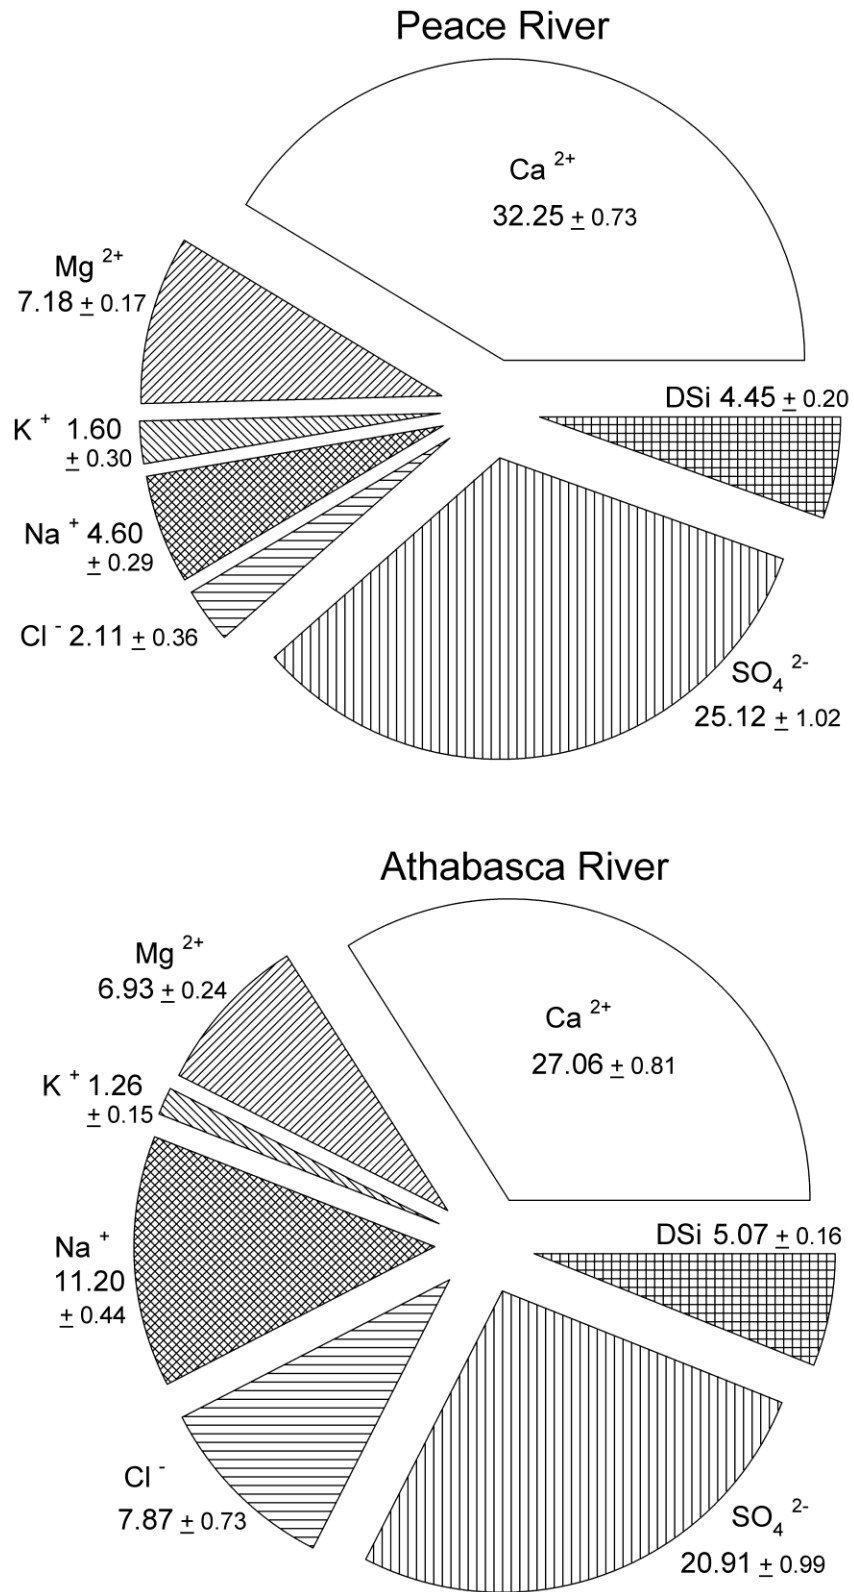 Peace River
Ca 2+
32.25 ± 0.73
Mg 2+
7.18 ± 0.17
DSi 4.45 ± 0.20
K + 1.60
± 0.30
Na + 4.60
± 0.29
Cl - 2.11 ± 0.36
SO4 2-
25.12 ± 1.02
Athabasca River
Mg 2+
6.93 ± 0.24
Ca 2+
27.06 ± 0.81
K + 1.26
± 0.15
DSi 5.07 ± 0.16
Na +
11.20
± 0.44
Cl -
7.87 ± 0.73
SO4 2-
20.91 ± 0.99